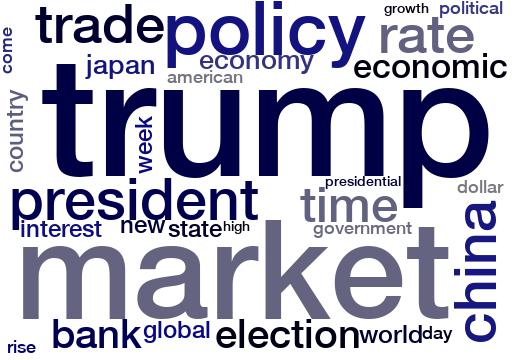 growth
political
trade
policy
rate
come
japan
economy
economic
american
trump
country
week
president
presidential
time
dollar
interest
new
state
high
government
china
market
bank
global
election
world
day
rise